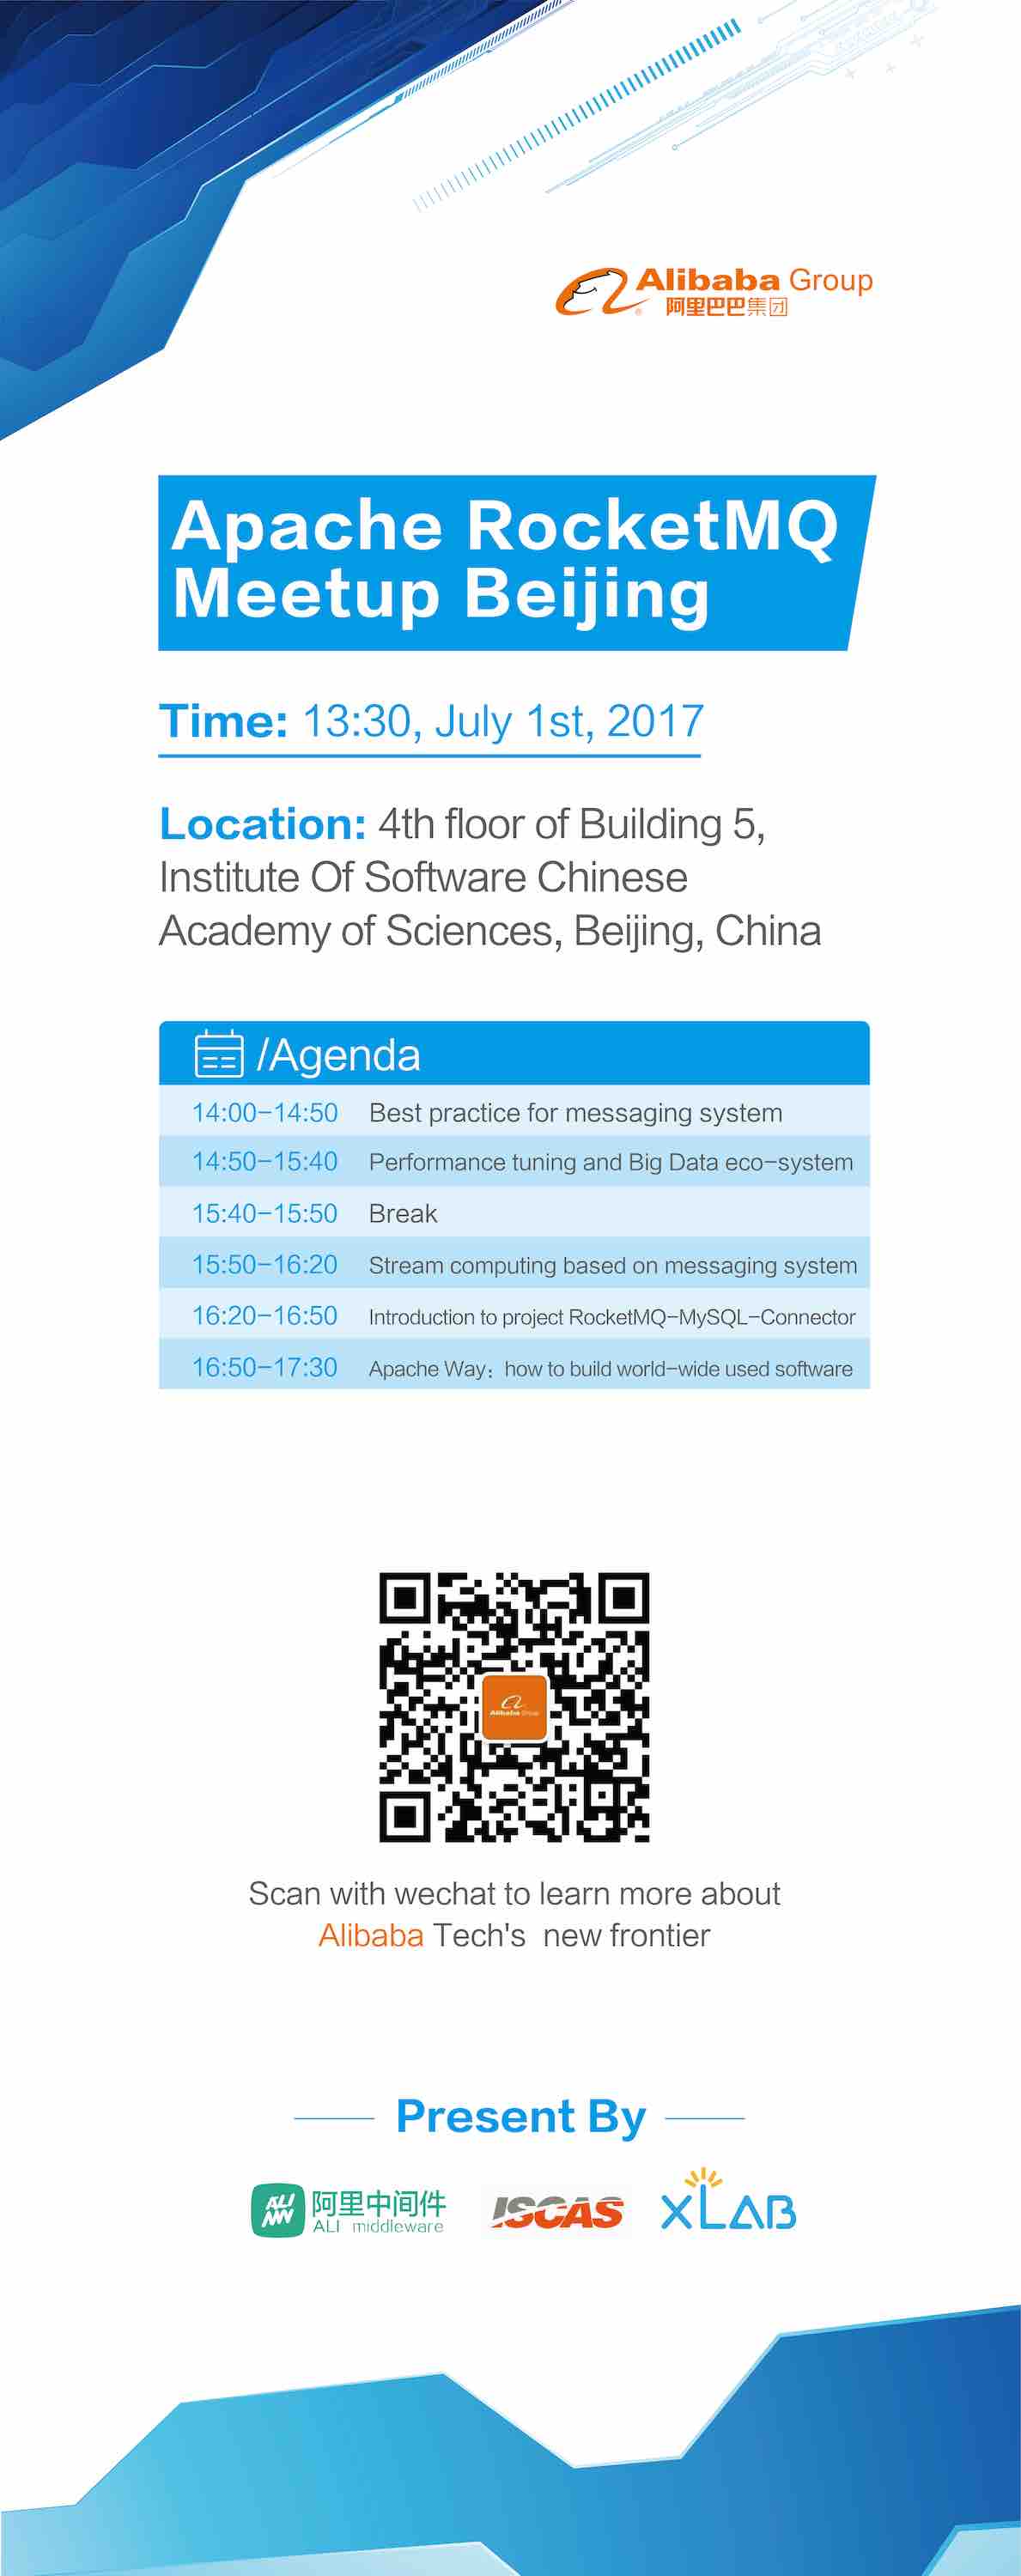 Alibaba Group
阿里巴巴集团
Apache RocketMQ
Meetup Beijing
Time: 13:30, July 1st, 2017
Location: 4th floor of Building 5,
Institute Of Software Chinese
Academy of Sciences, Beijing, China
/Agenda
14:00-14:50 Best practice for messaging system
14:50-15:40 Performance tuning and Big Data eco-system
15:40-15:50 Break
15:50-16:20 Stream computing based on messaging system
16:20-16:50 Introduction to project RocketMQ-MySQL-Connector
16:50-17:30 Apache Way: how to build world-wide used software
Alibaba Group
Scan with wechat to learn more about
Alibaba Tech's new frontier
Present By
阿里中间件
ALI middleware
ISCAS
XLAB